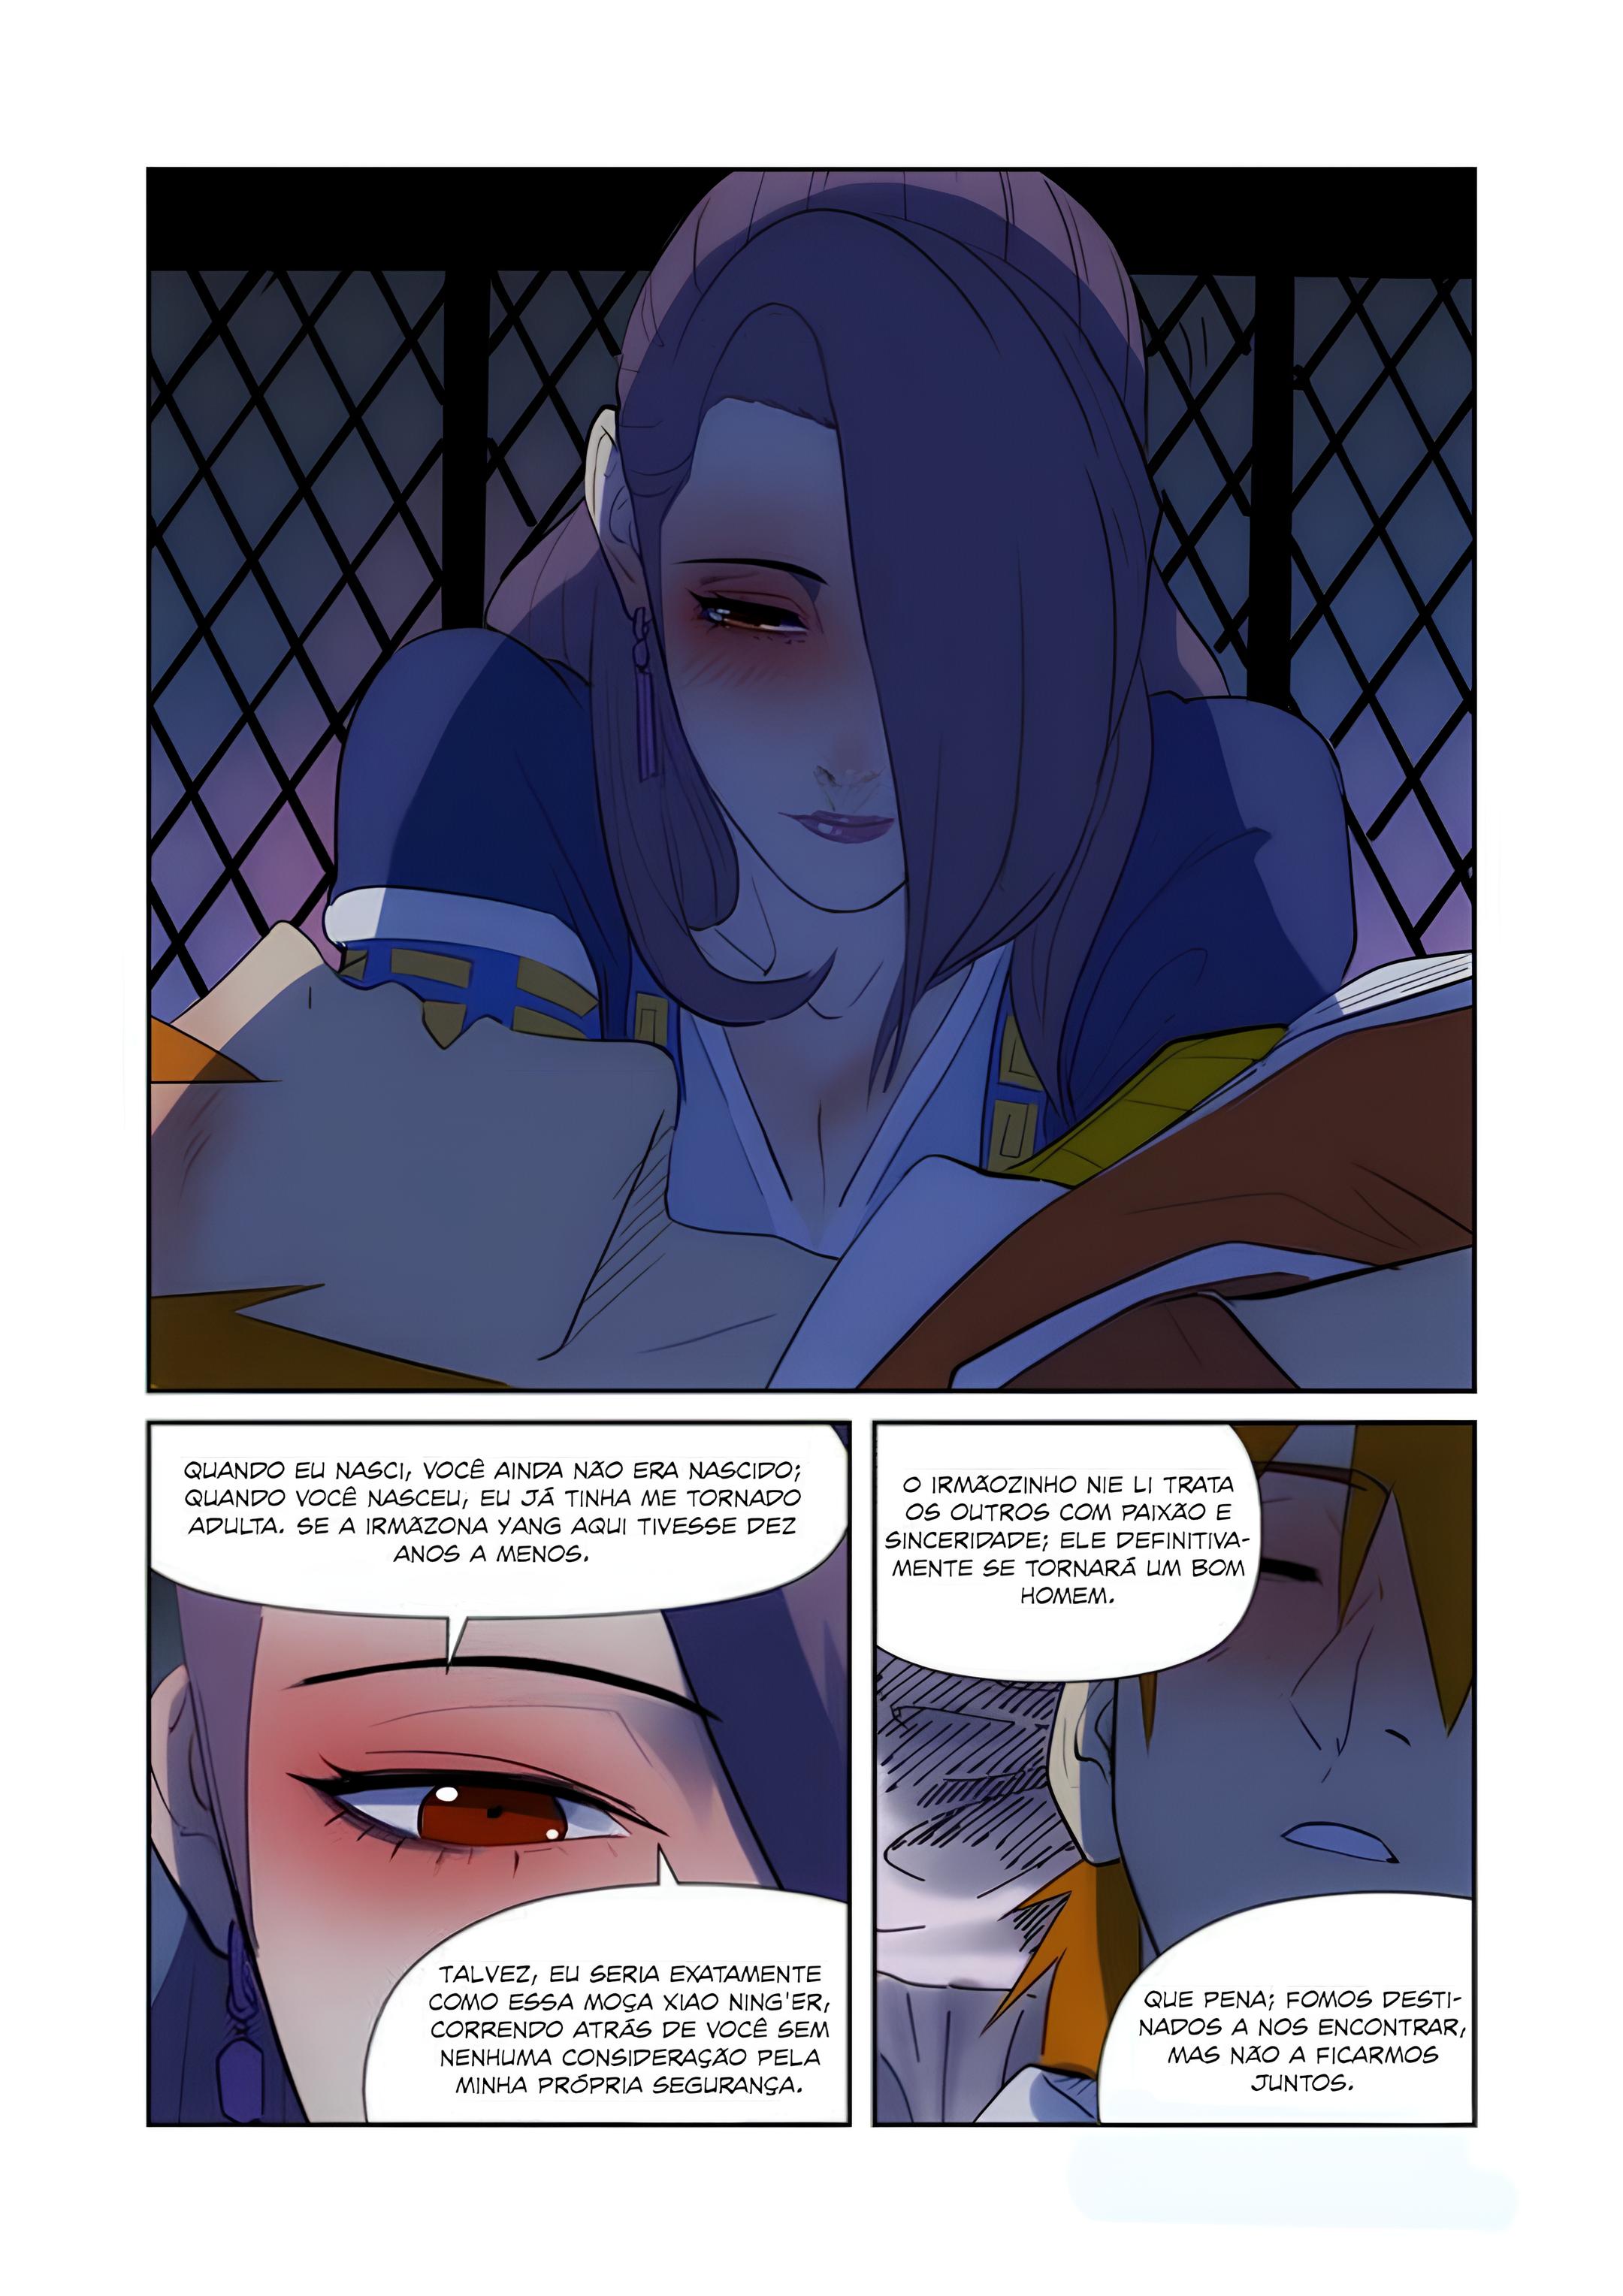 QUANDO EU NASCI, VOCÊ AINDA NÃO ERA NASCIDO;
QUANDO VOCÊ NASCEU, EU JÁ TINHA ME TORNADO
ADULTA. SE A IRMÃZONA YANG AQUI TIVESSE DEZ
ANOS A MENOS.
TALVEZ, EU SERIA EXATAMENTE
COMO ESSA MOÇA XIAO NING'ER,
CORRENDO ATRÁS DE VOCÊ SEM
NENHUMA CONSIDERAÇÃO PELA
MINHA PRÓPRIA SEGURANÇA.
O IRMÃOZINHO NIE LI TRATA
OS OUTROS COM PAIXÃO E
SINCERIDADE; ELE DEFINITIVA-
MENTE SE TORNARÁ UM BOM
HOMEM.
QUE PENA; FOMOS DESTI-
NADOS A NOS ENCONTRAR,
MAS NÃO A FICARMOS
JUNTOS.